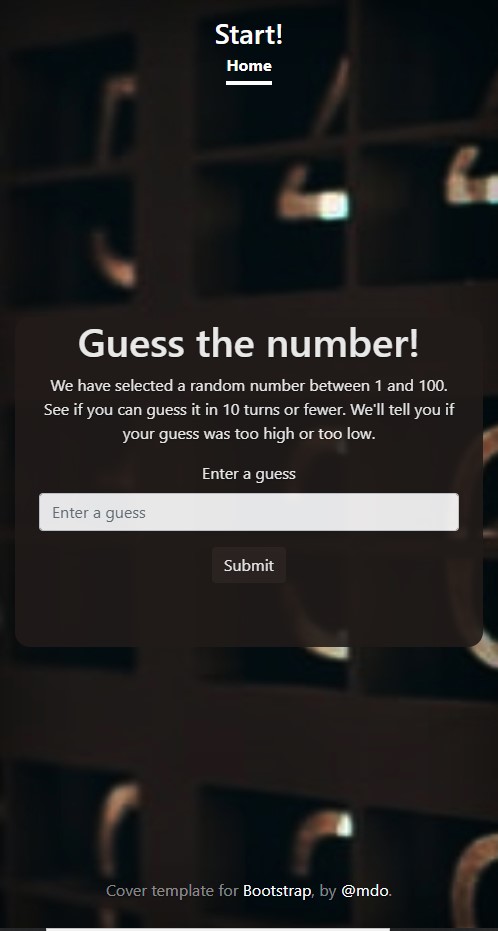 Start!
Home
Guess the number!
We have selected a random number between 1 and 100.
See if you can guess it in 10 turns or fewer. We'll tell you if
your guess was too high or too low.
Enter a guess
Enter a guess
Submit
Cover template for Bootstrap, by @mdo.